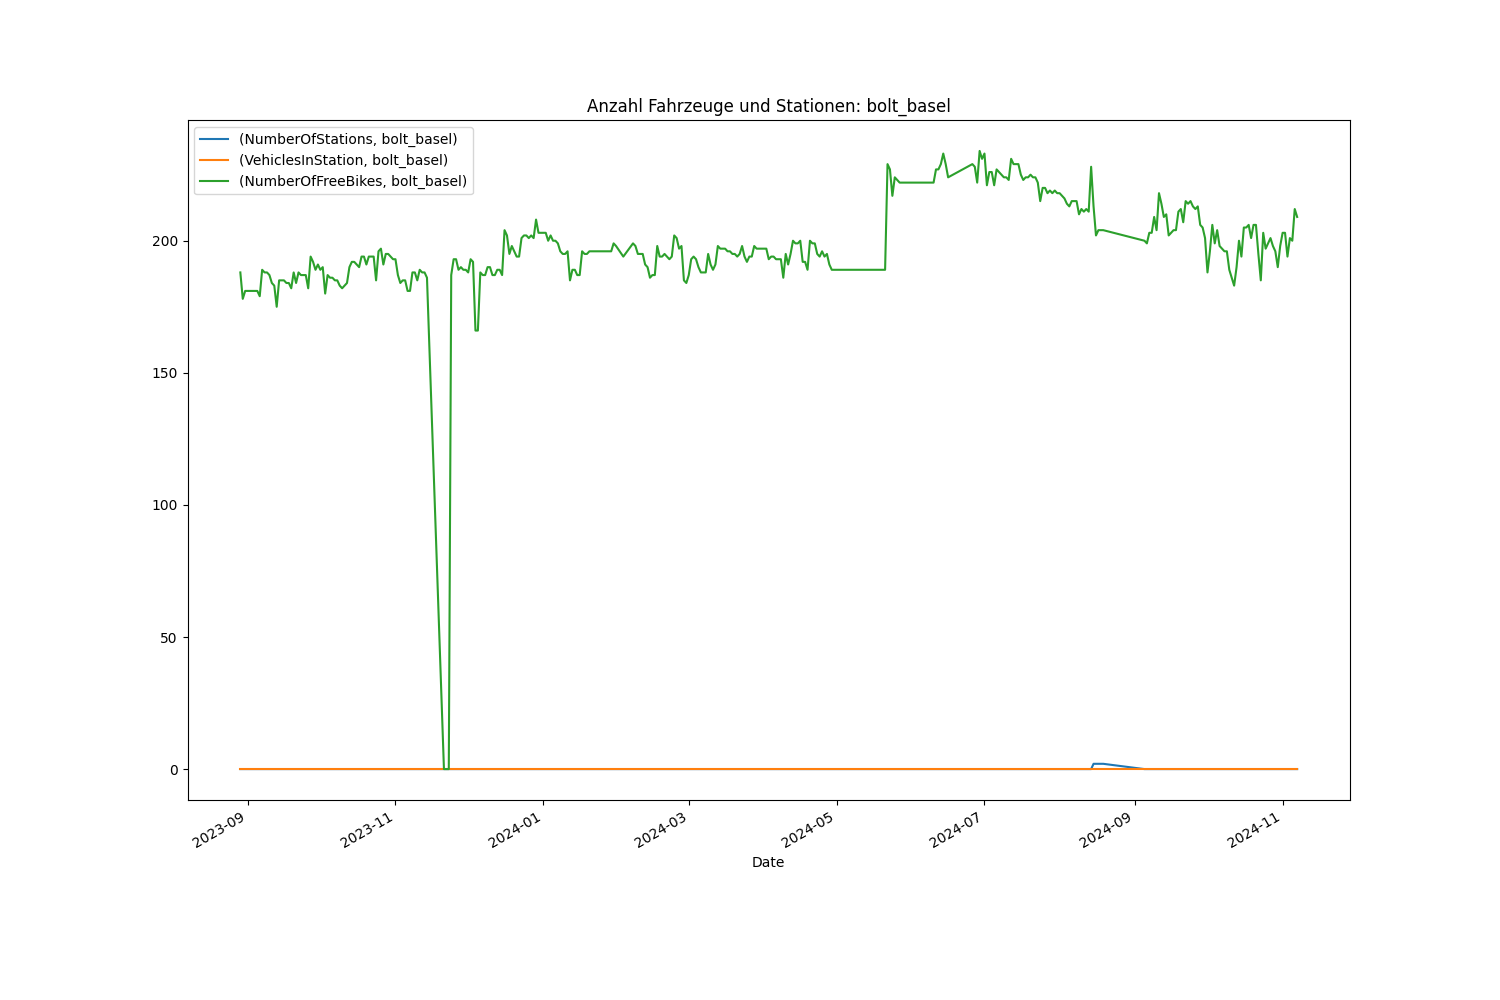 Anzahl Fahrzeuge und Stationen: bolt_basel
(NumberOfStations, bolt_basel)
(VehiclesInStation, bolt_basel)
(NumberOfFreeBikes, bolt_basel)
200
150
100
50
0
2023-09
2023-11
2024-01
2024-03
2024-05
2024-07
2024-09
2024-11
Date